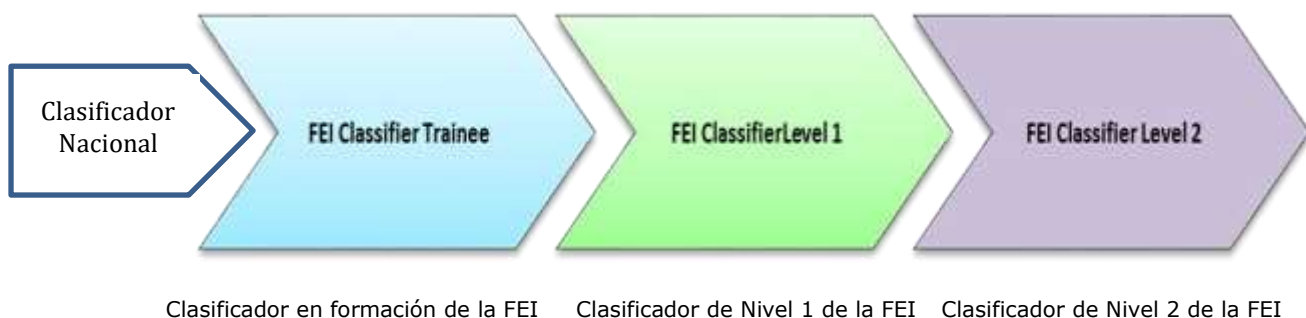 Clasificador
Nacional
FEI Classifier Trainee
FEI ClassifierLevel 1
FEI Classifier Level 2
Clasificador en formación de la FEI
Clasificador de Nivel 1 de la FEI
Clasificador de Nivel 2 de la FEI